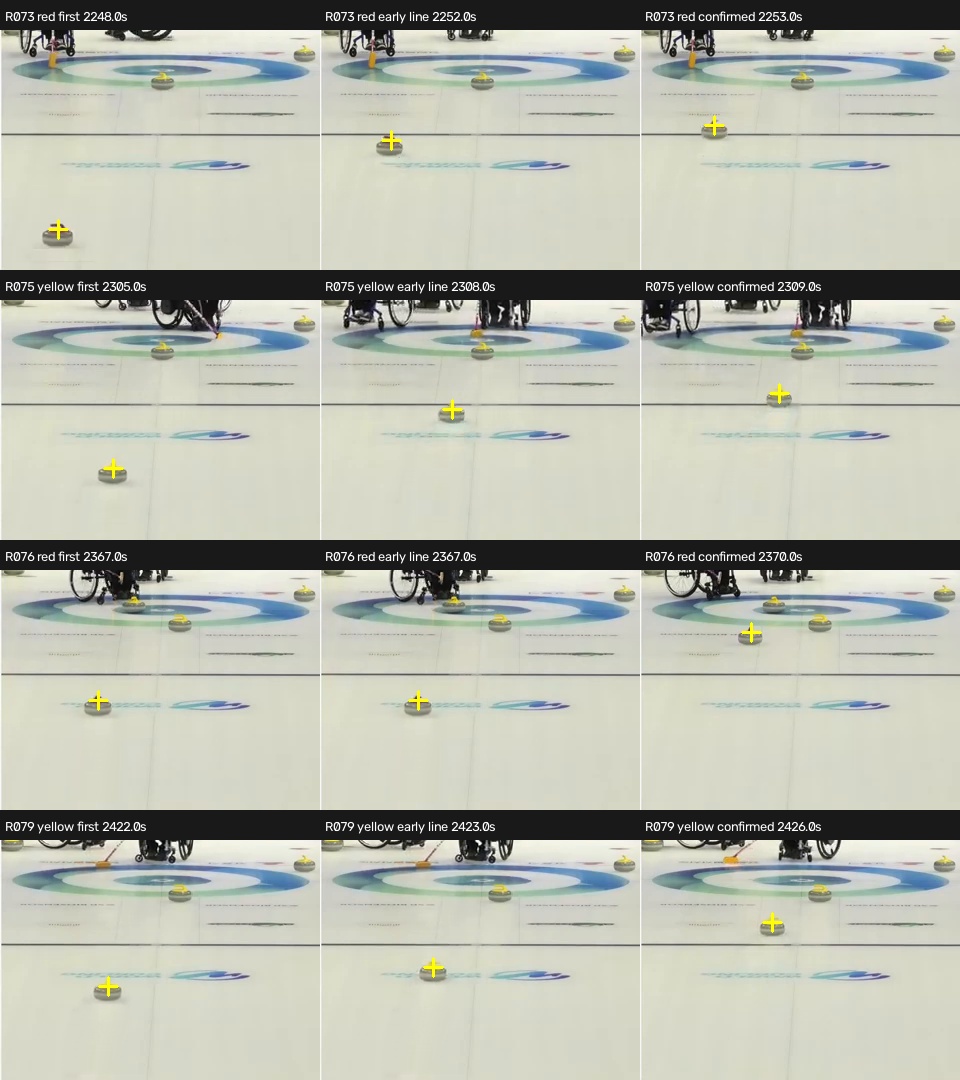 R073 red first 2248.0s
R073 red early line 2252.0s
R073 red confirmed 2253.0s
R075 yellow first 2305.0s
R075 yellow early line 2308.0s
R075 yellow confirmed 2309.0s
R076 red first 2367.0s
R076 red early line 2367.0s
R076 red confirmed 2370.0s
R079 yellow first 2422.0s
R079 yellow early line 2423.0s
R079 yellow confirmed 2426.0s